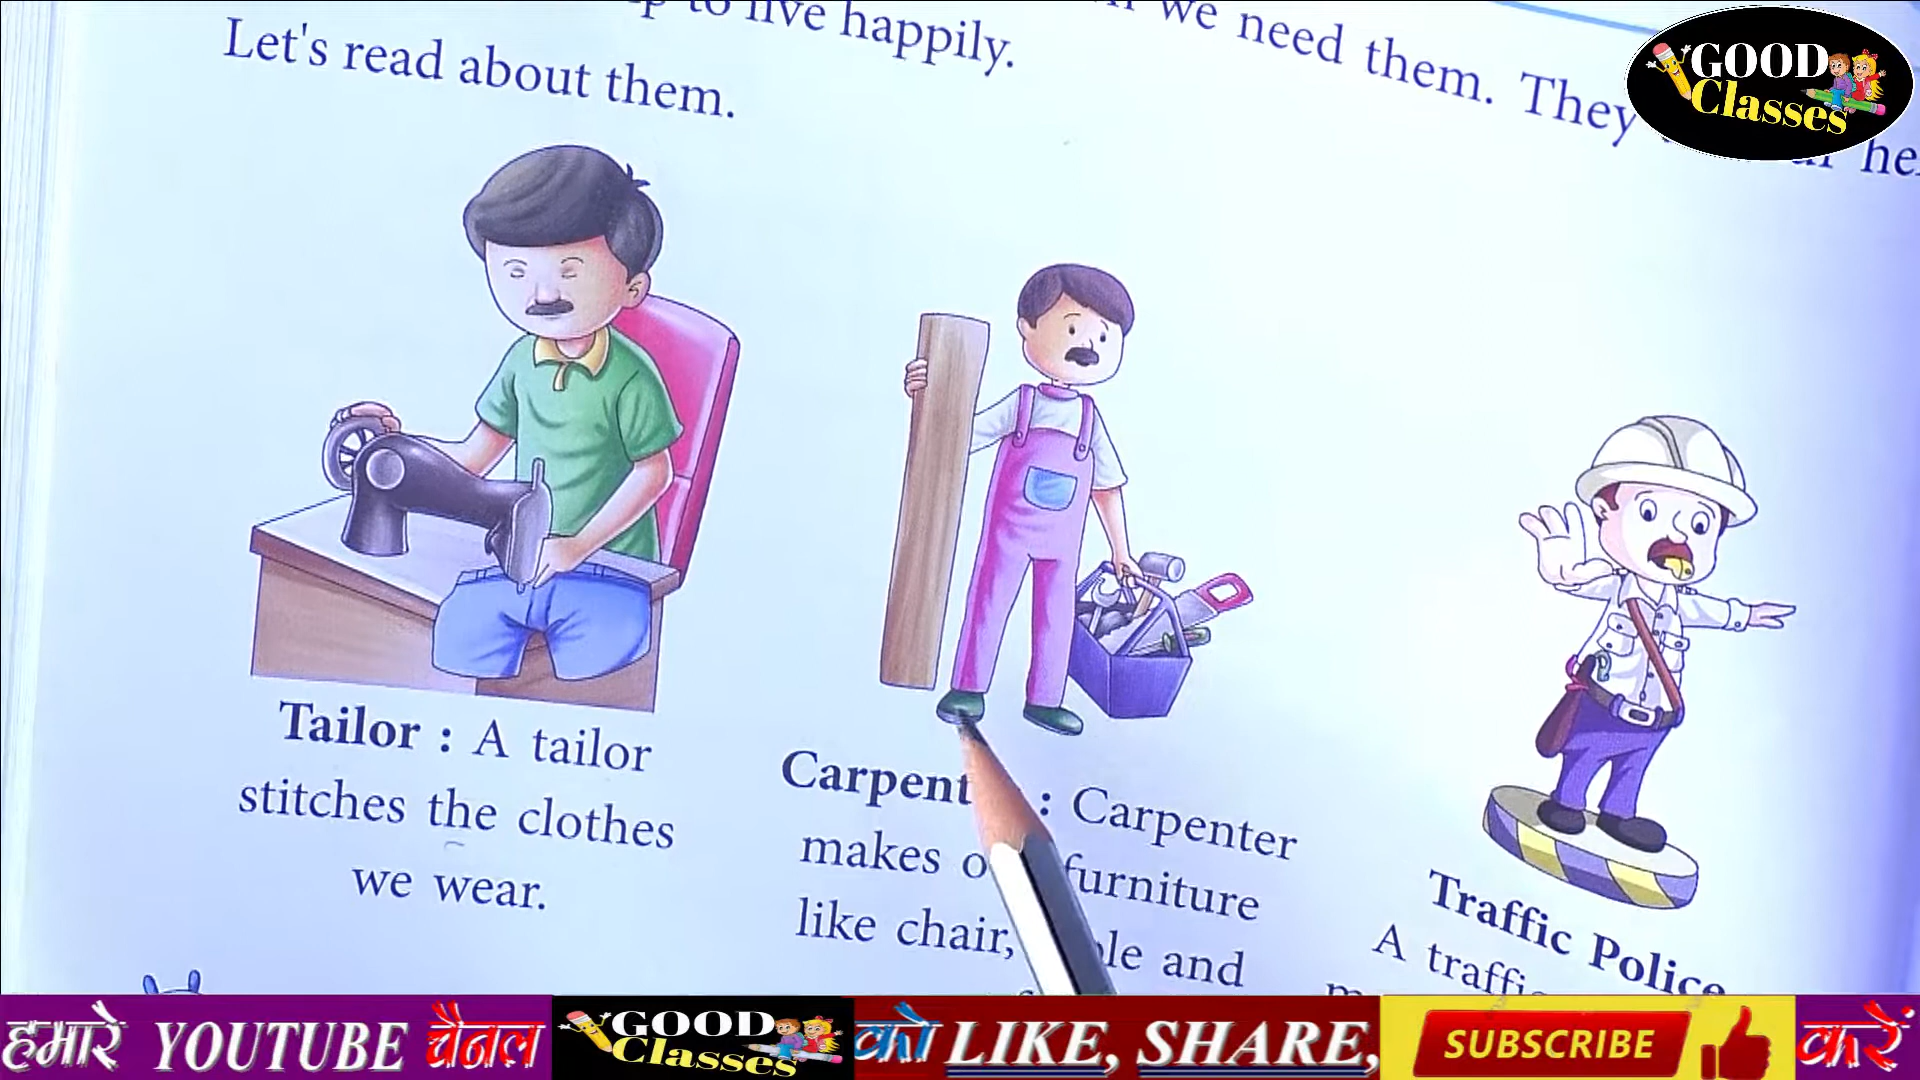 to live happily.
we need them. They
he
Let's read about them.
GOOD
Classes
Tailor : A tailor
stitches the clothes
we wear.
Carpent : Carpenter
makes o furniture
like chair, and
Traffic Police
A traffi
हमारे YOUTUBE चैनल GOOD Classes को LIKE, SHARE, SUBSCRIBE करें